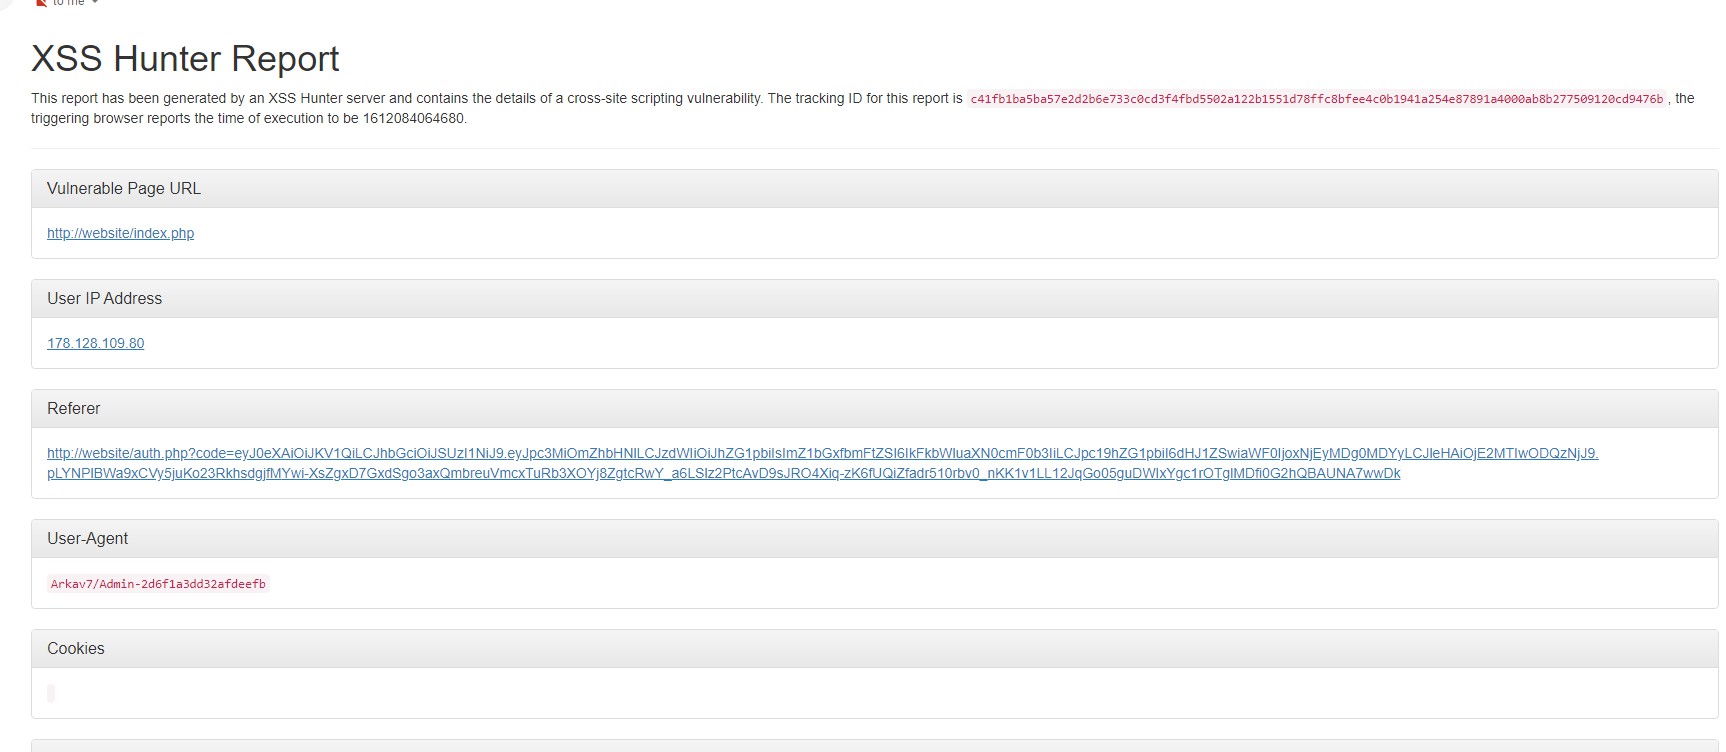 to me
XSS Hunter Report
This report has been generated by an XSS Hunter server and contains the details of a cross-site scripting vulnerability. The tracking ID for this report is c41fb1ba5ba57e2d2b6e733c0cd3f4fbd5502a122b1551d78ffc8bfee4c0b1941a254e87891a4000ab8b277509120cd9476b, the
triggering browser reports the time of execution to be 1612084064680.
Vulnerable Page URL
http://website/index.php
User IP Address
178.128.109.80
Referer
http://website/auth.php?code=eyJ0eXAiOiJKV1QiLCJhbGciOiJSUzI1NiJ9.eyJpc3MiOmZhbHNlLCJzdWIiOiJhZG1pbiIsImZ1bGxfbmFtZSI6IkFkbWluaXN0cmF0b3IiLCJpc19hZG1pbiI6dHJ1ZSwiaWF0IjoxNjEyMDg0MDYyLCJleHAiOjE2MTIwODQzNjJ9.
pLYNPIBWa9xCVy5juKo23RkhsdgjfMYwi-XsZgxD7GxdSgo3axQmbreuVmcxTuRb3XOYj8ZgtcRwY_a6LSIz2PtcAvD9sJRO4Xiq-zK6fUQiZfadr510rbv0_nKK1v1LL12JqGo05guDWIxYgc1rOTglMDfi0G2hQBAUNA7wwDk
User-Agent
Arkav7/Admin-2d6f1a3dd32afdeefb
Cookies